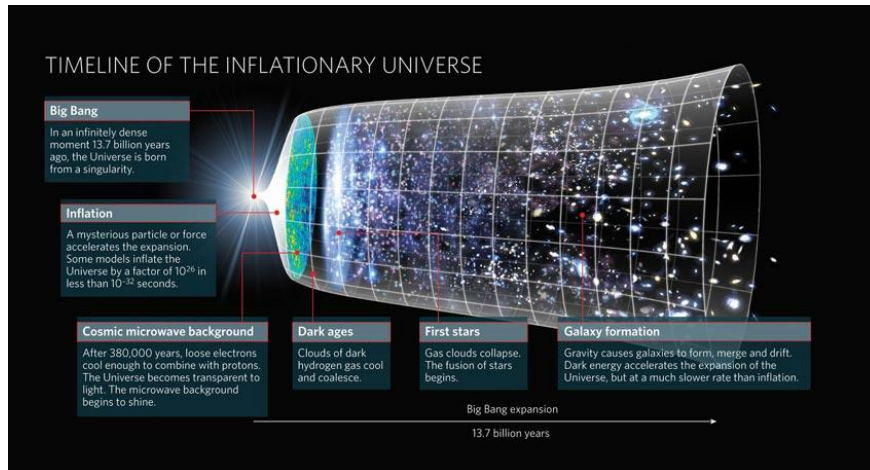 TIMELINE OF THE INFLATIONARY UNIVERSE
Big Bang
In an infinitely dense
moment 13.7 billion years
ago, the Universe is born
from a singularity.
Inflation
A mysterious particle or force
accelerates the expansion.
Some models inflate the
Universe by a factor of 10²⁶ in
less than 10⁻³² seconds.
Cosmic microwave background
After 380,000 years, loose electrons
cool enough to combine with protons.
The Universe becomes transparent to
light. The microwave background
begins to shine.
Dark ages
Clouds of dark
hydrogen gas cool
and coalesce.
First stars
Gas clouds collapse.
The fusion of stars
begins.
Galaxy formation
Gravity causes galaxies to form, merge and drift.
Dark energy accelerates the expansion of the
Universe, but at a much slower rate than inflation.
Big Bang expansion
13.7 billion years